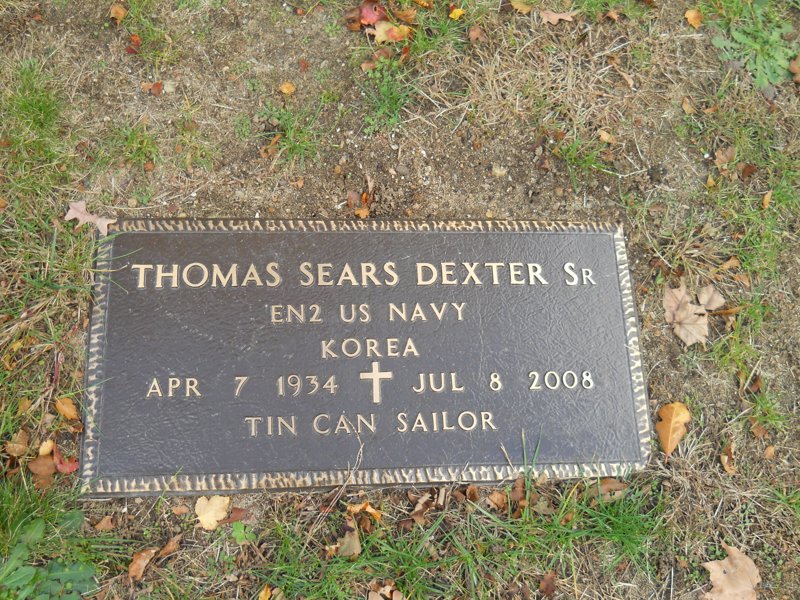 THOMAS SEARS DEXTER SR
EN2 US NAVY
KOREA
APR 7 1934 JUL 8 2008
TIN CAN SAILOR